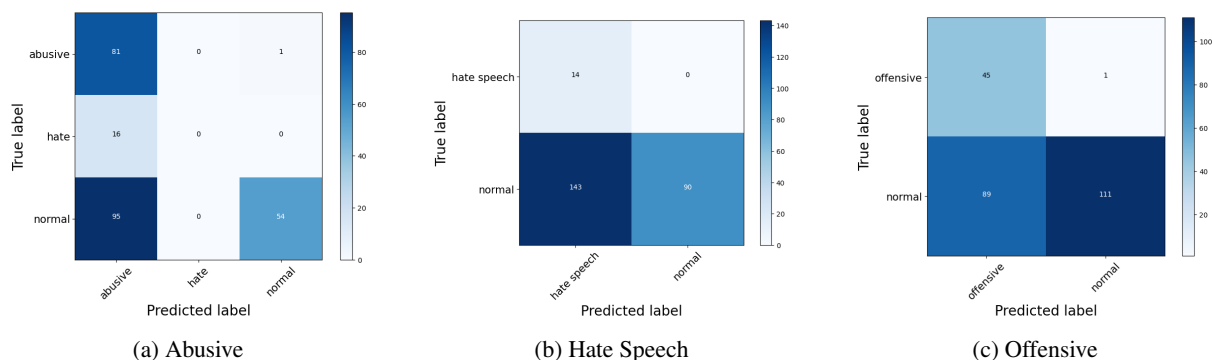 abusive
hate
normal
True label
81 0 1
16 0 0
95 0 54
abusive hate normal
Predicted label
80
60
40
20
0
(a) Abusive
hate speech
normal
True label
14 0
143 90
hate speech normal
Predicted label
140
120
100
80
60
40
20
0
(b) Hate Speech
offensive
normal
True label
45 1
89 111
offensive normal
Predicted label
100
80
60
40
20
(c) Offensive